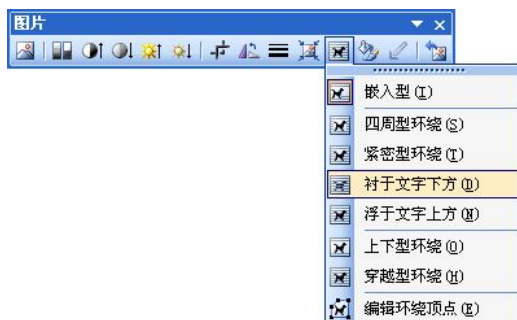 图片
嵌入型(I)
四周型环绕(S)
紧密型环绕(T)
衬于文字下方(D)
浮于文字上方(N)
上下型环绕(O)
穿越型环绕(H)
编辑环绕顶点(E)